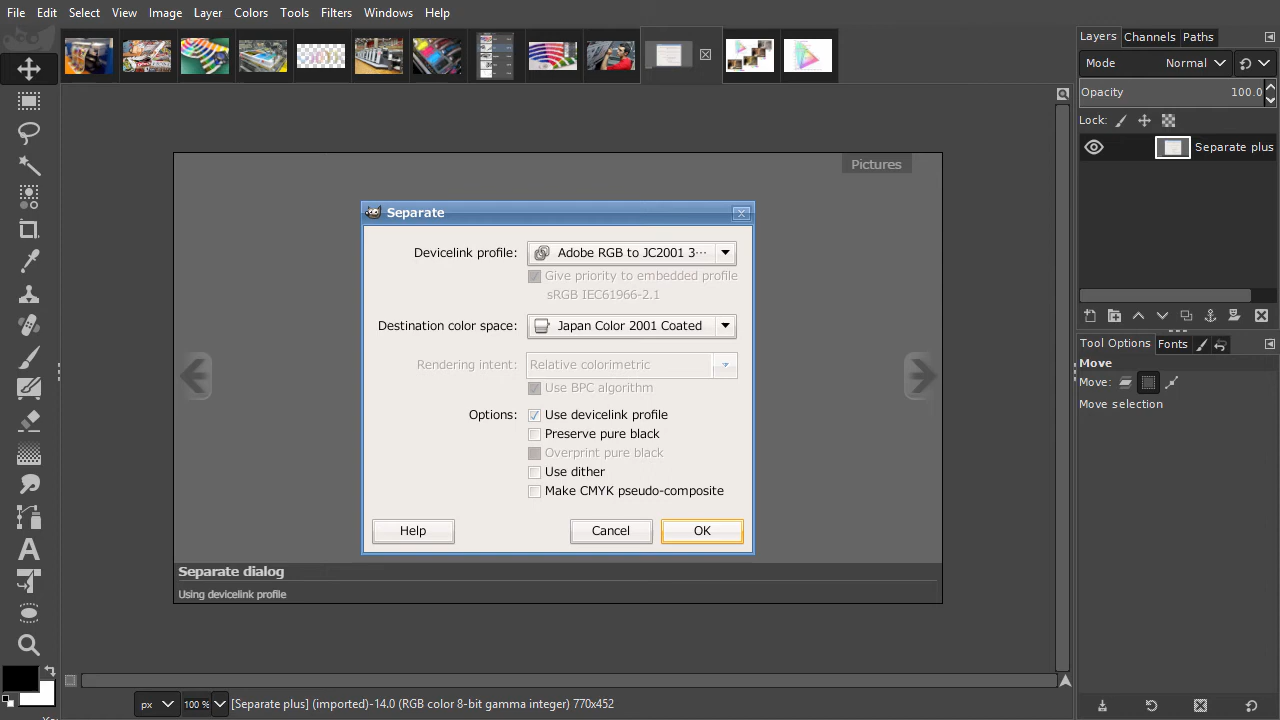 File Edit Select View Image Layer Colors Tools Filters Windows Help
Layers Channels Paths
Mode Normal
Opacity 100.0
Lock:
Separate plus
Pictures
Separate
Devicelink profile: Adobe RGB to JC2001 3···
Give priority to embedded profile
sRGB IEC61966-2.1
Destination color space: Japan Color 2001 Coated
Rendering intent: Relative colorimetric
Use BPC algorithm
Options: Use devicelink profile
Preserve pure black
Overprint pure black
Use dither
Make CMYK pseudo-composite
Help Cancel OK
Separate dialog
Using devicelink profile
Tool Options Fonts
Move
Move:
Move selection
px 100 % [Separate plus] (imported)-14.0 (RGB color 8-bit gamma integer) 770x452